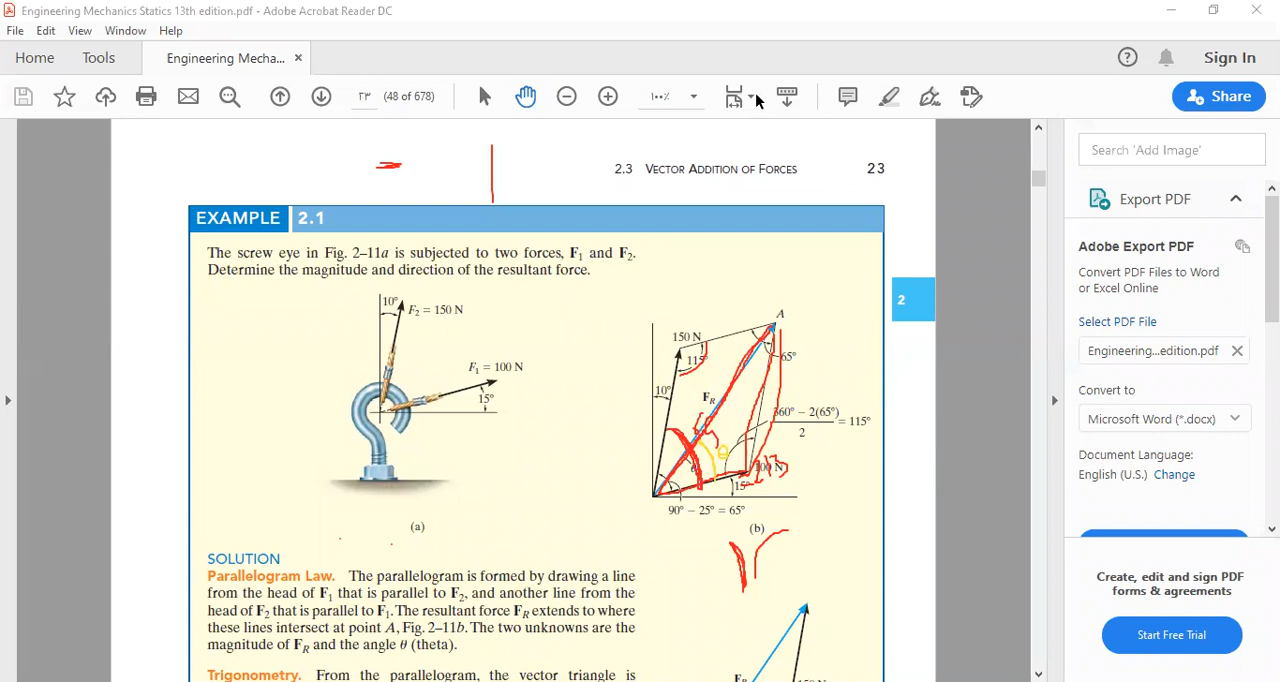 Engineering Mechanics Statics 13th edition.pdf - Adobe Acrobat Reader DC
File Edit View Window Help
Home Tools Engineering Mecha... × Sign In
٢٣ (48 of 678) ١٠٠٪ Share
2.3 VECTOR ADDITION OF FORCES 23
EXAMPLE 2.1
The screw eye in Fig. 2–11a is subjected to two forces, F₁ and F₂.
Determine the magnitude and direction of the resultant force.
10°
F₂ = 150 N
F₁ = 100 N
15°
(a)
A
150 N
115°
65°
10°
F_R
360° − 2(65°)
2
= 115°
θ
θ
100 N
15°
90° − 25° = 65°
(b)
2
SOLUTION
Parallelogram Law. The parallelogram is formed by drawing a line
from the head of F₁ that is parallel to F₂, and another line from the
head of F₂ that is parallel to F₁. The resultant force F_R extends to where
these lines intersect at point A, Fig. 2–11b. The two unknowns are the
magnitude of F_R and the angle θ (theta).
Trigonometry. From the parallelogram, the vector triangle is
F_R
150 N
Search 'Add Image'
Export PDF
Adobe Export PDF
Convert PDF Files to Word
or Excel Online
Select PDF File
Engineering...edition.pdf
Convert to
Microsoft Word (*.docx)
Document Language:
English (U.S.) Change
Create, edit and sign PDF
forms & agreements
Start Free Trial